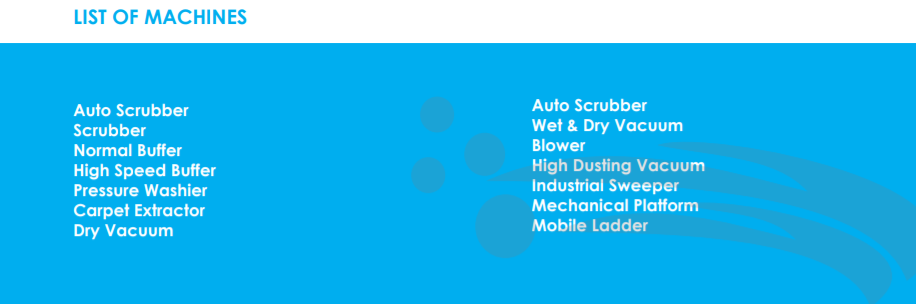 LIST OF MACHINES
Auto Scrubber
Scrubber
Normal Buffer
High Speed Buffer
Pressure Washier
Carpet Extractor
Dry Vacuum
Auto Scrubber
Wet & Dry Vacuum
Blower
High Dusting Vacuum
Industrial Sweeper
Mechanical Platform
Mobile Ladder